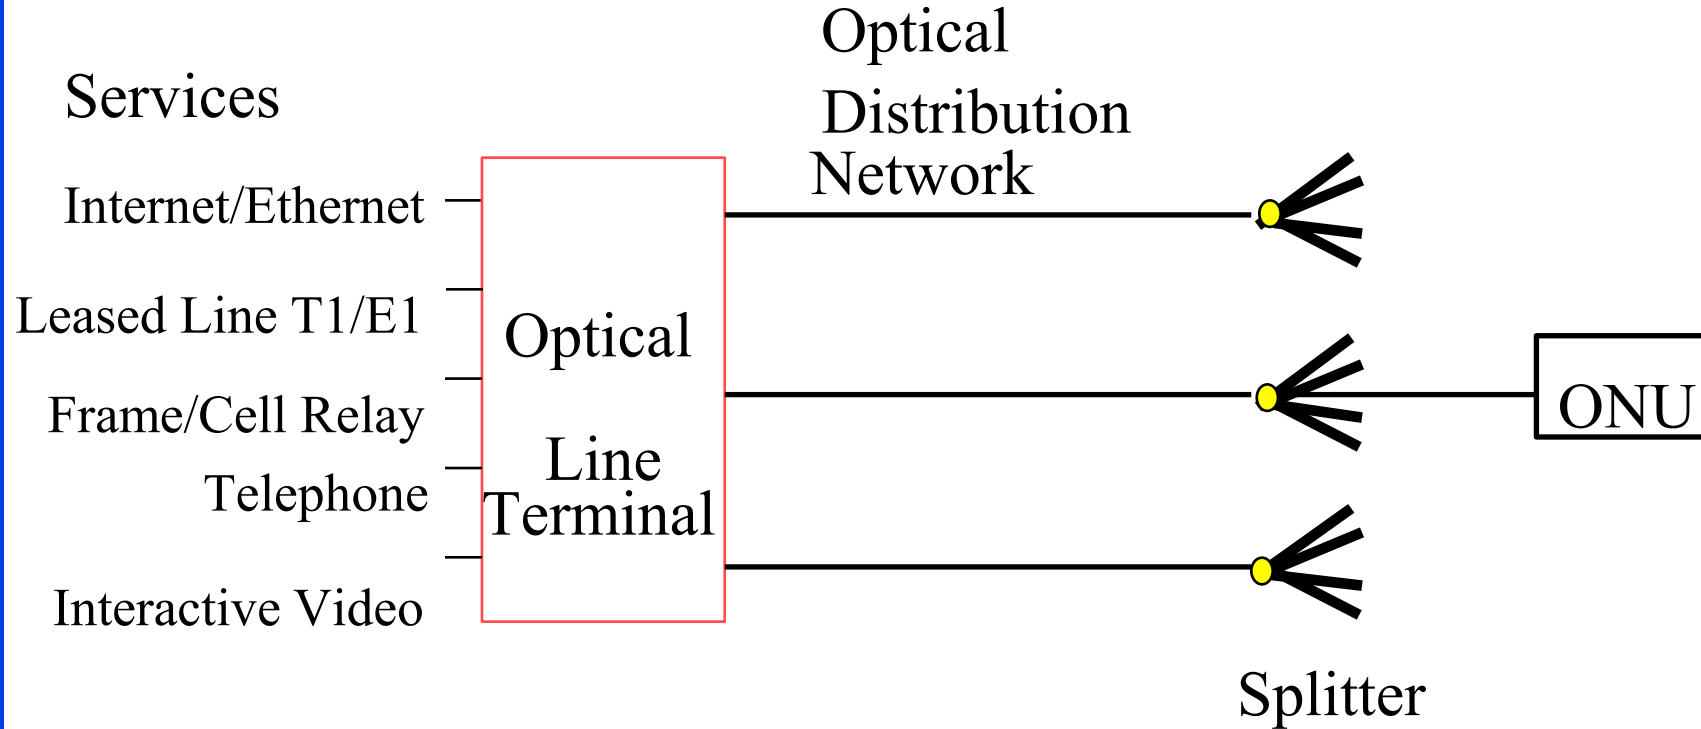 Services
Internet/Ethernet
Leased Line T1/E1
Frame/Cell Relay
Telephone
Interactive Video
Optical
Line
Terminal
Optical
Distribution
Network
Splitter
ONU